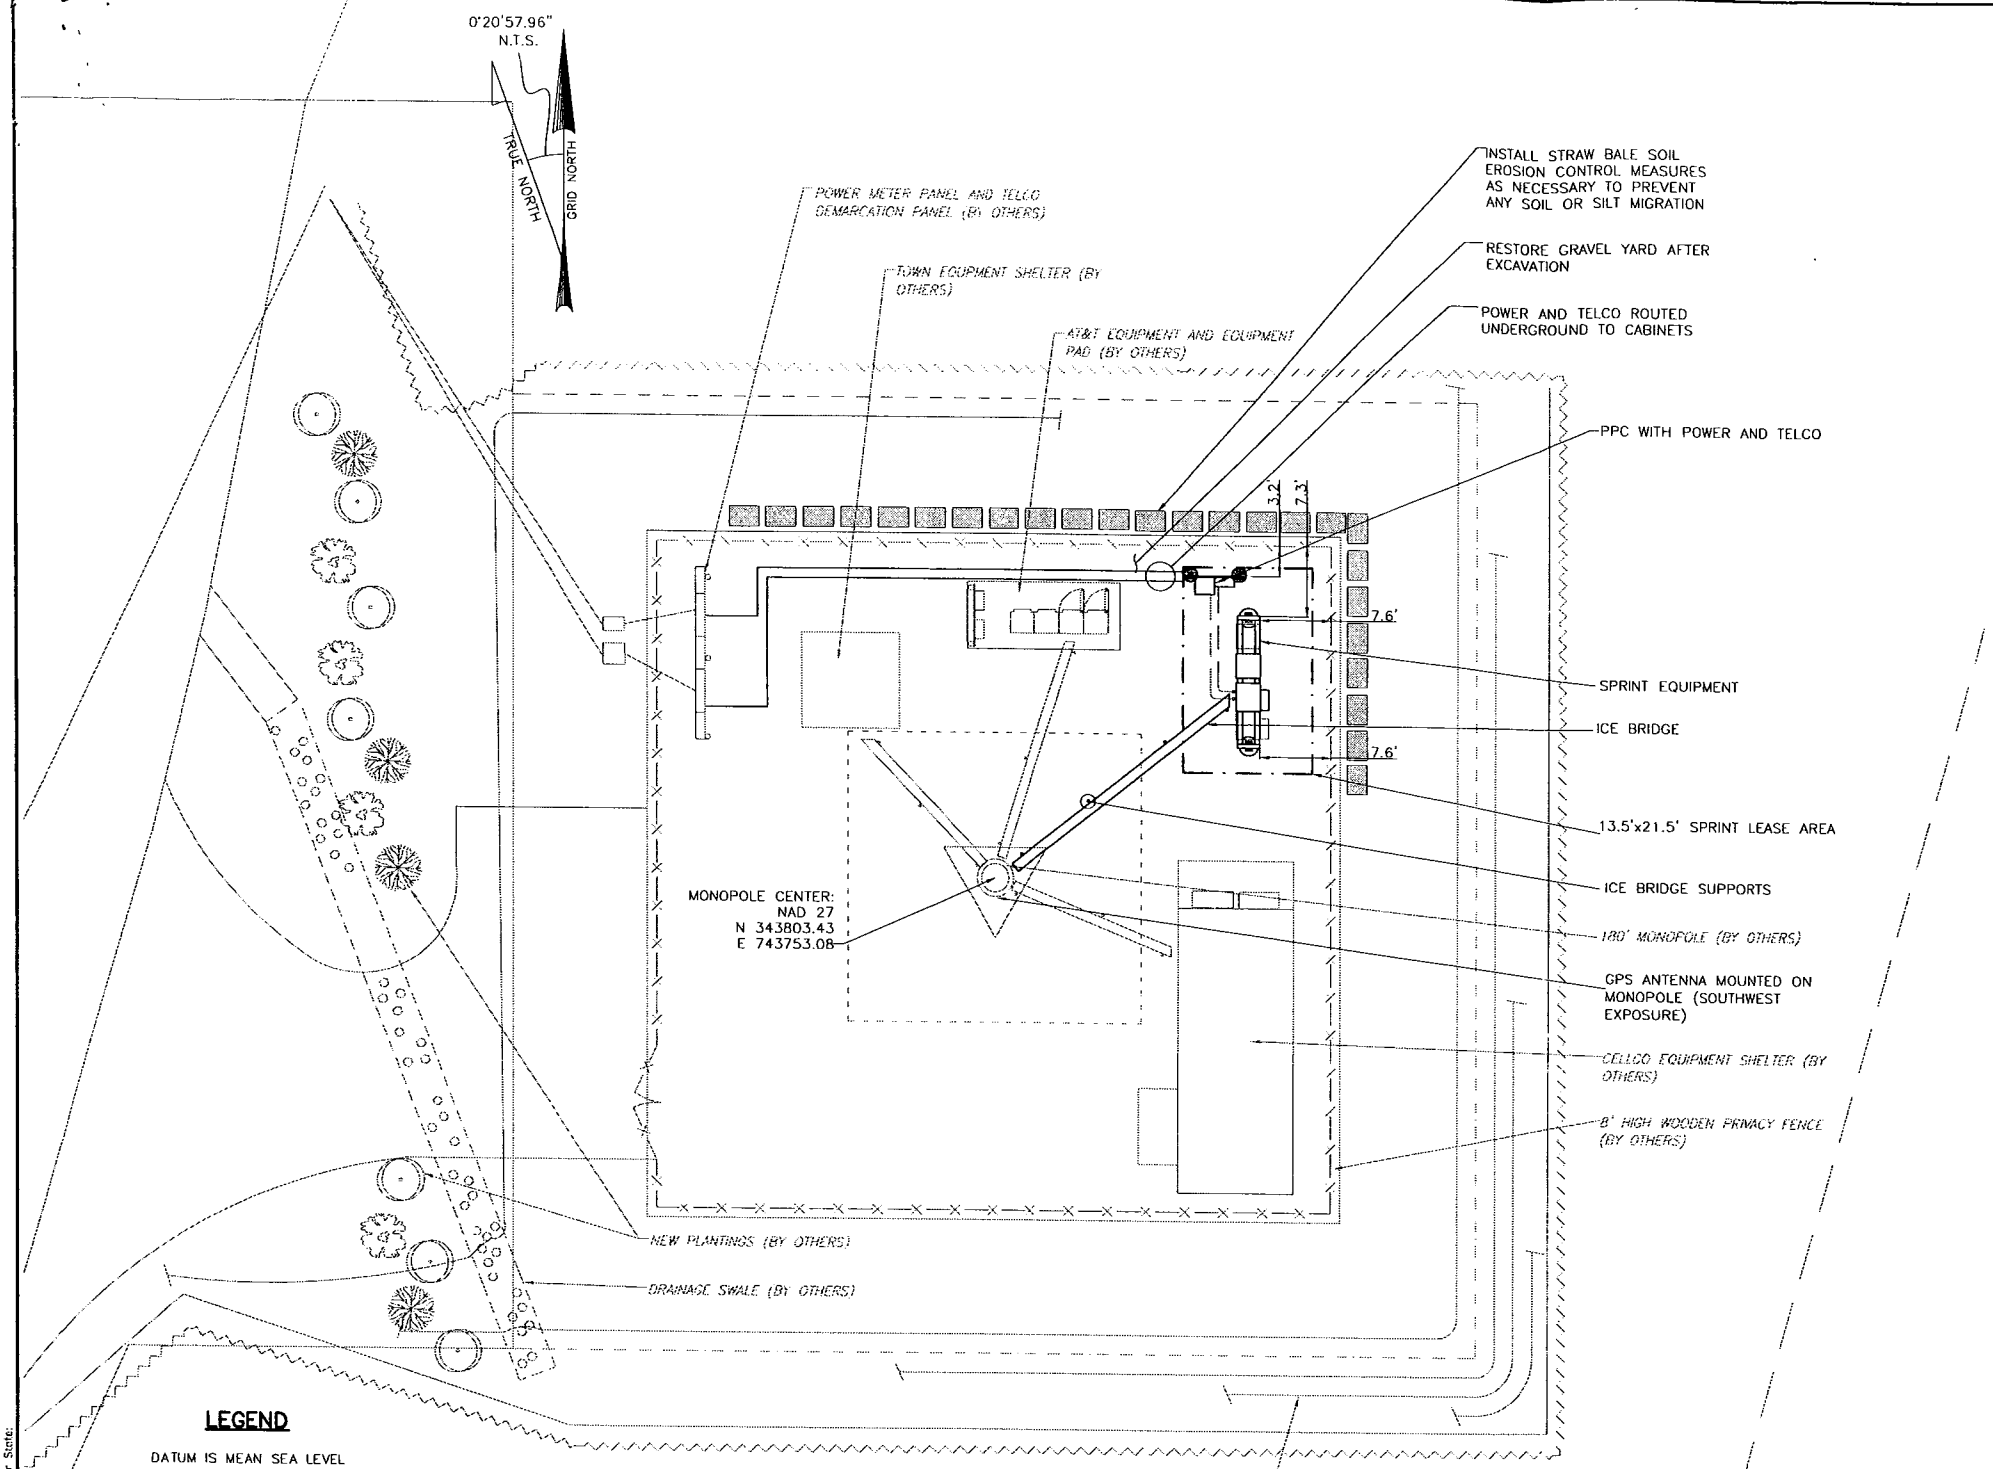 0°20'57.96"
N.T.S.
TRUE NORTH
GRID NORTH
INSTALL STRAW BALE SOIL
EROSION CONTROL MEASURES
AS NECESSARY TO PREVENT
ANY SOIL OR SILT MIGRATION
POWER METER PANEL AND TELCO
DEMARCATION PANEL (BY OTHERS)
RESTORE GRAVEL YARD AFTER
EXCAVATION
TOWN EQUIPMENT SHELTER (BY
OTHERS)
POWER AND TELCO ROUTED
UNDERGROUND TO CABINETS
AT&T EQUIPMENT AND EQUIPMENT
PAD (BY OTHERS)
PPC WITH POWER AND TELCO
3.2'
7.3'
7.6'
SPRINT EQUIPMENT
ICE BRIDGE
7.6'
13.5'x21.5' SPRINT LEASE AREA
ICE BRIDGE SUPPORTS
MONOPOLE CENTER:
NAD 27
N 343803.43
E 743753.08
180' MONOPOLE (BY OTHERS)
GPS ANTENNA MOUNTED ON
MONOPOLE (SOUTHWEST
EXPOSURE)
CELLCO EQUIPMENT SHELTER (BY
OTHERS)
8' HIGH WOODEN PRIVACY FENCE
(BY OTHERS)
NEW PLANTINGS (BY OTHERS)
DRAINAGE SWALE (BY OTHERS)
LEGEND
DATUM IS MEAN SEA LEVEL
State: